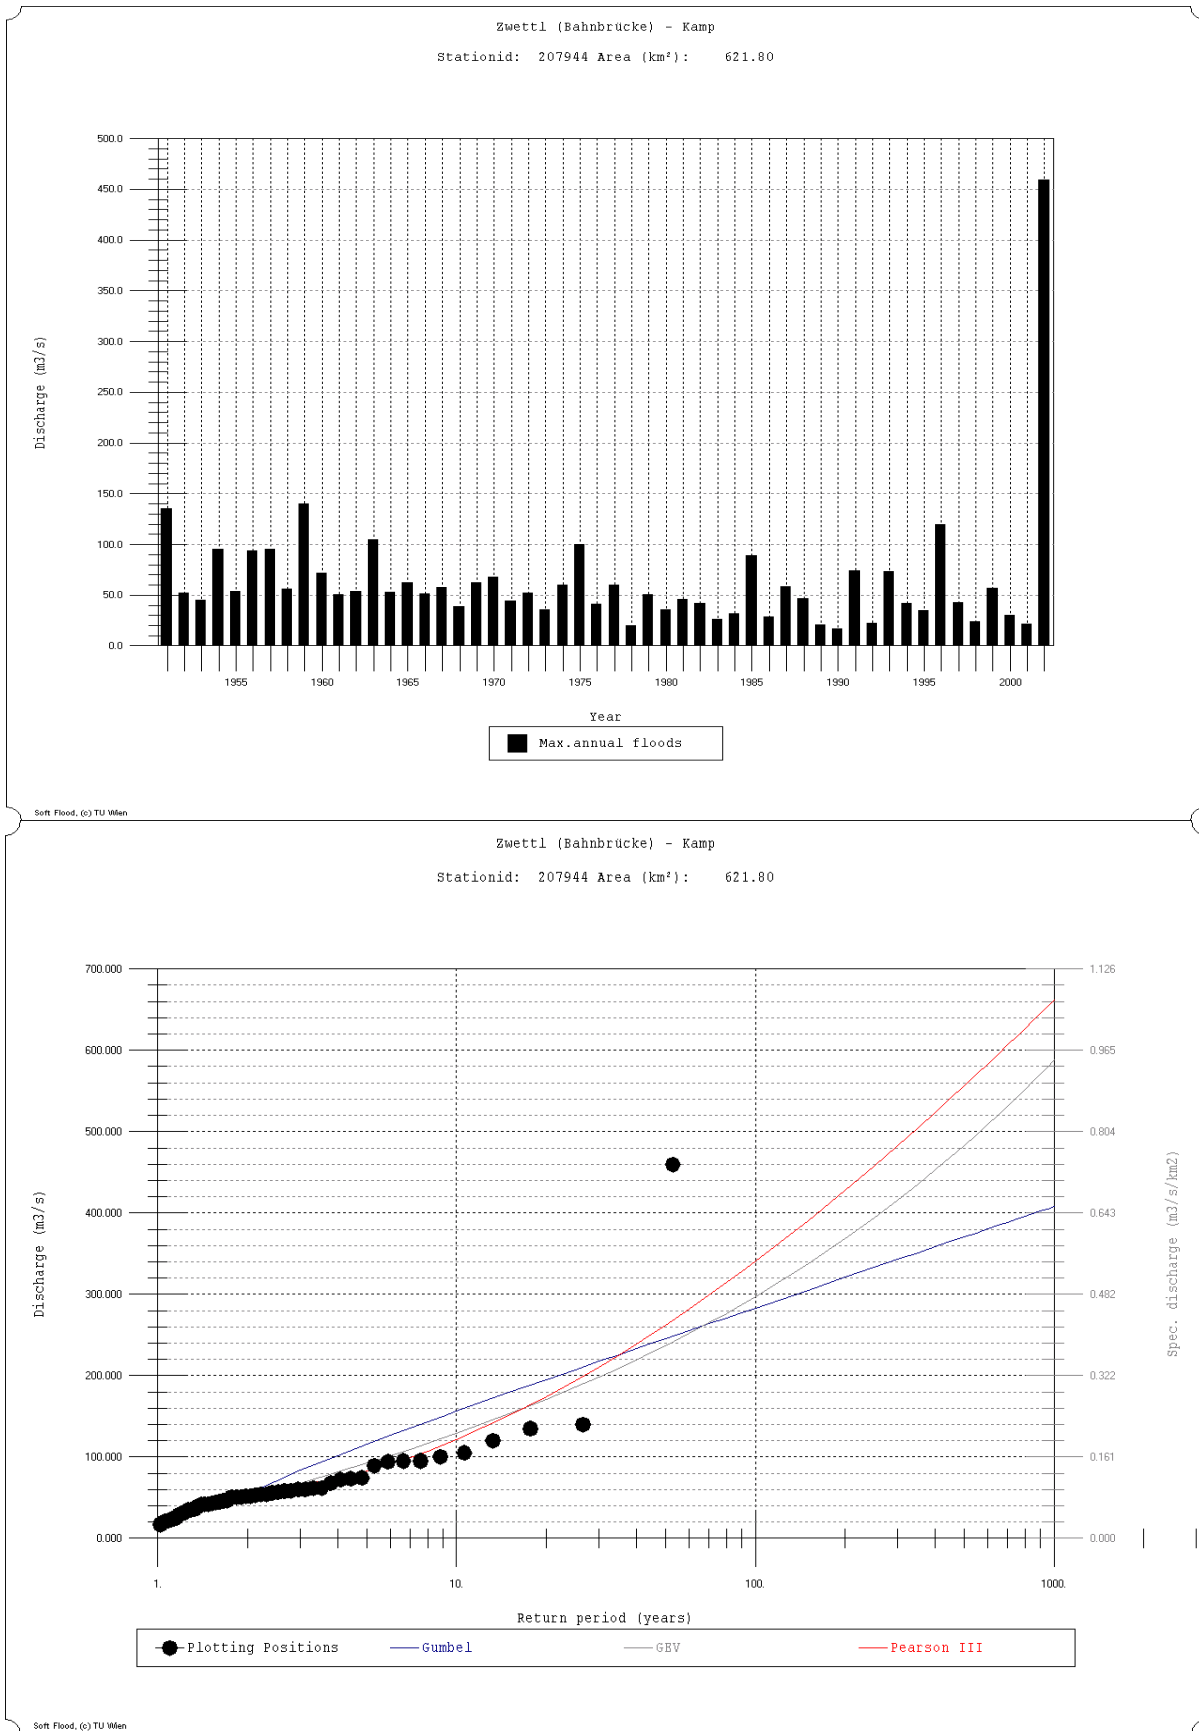 Zwettl (Bahnbrücke) - Kamp
Stationid: 207944 Area (km²): 621.80
500.0
450.0
400.0
350.0
300.0
250.0
200.0
150.0
100.0
50.0
0.0
Discharge (m3/s)
1955 1960 1965 1970 1975 1980 1985 1990 1995 2000
Year
Max.annual floods
Soft Flood, (c) TU Wien
Zwettl (Bahnbrücke) - Kamp
Stationid: 207944 Area (km²): 621.80
700.000 1.126
600.000 0.965
500.000 0.804
400.000 0.643
300.000 0.482
200.000 0.322
100.000 0.161
0.000 0.000
Discharge (m3/s)
Spec. discharge (m3/s/km2)
1. 10. 100. 1000.
Return period (years)
Plotting Positions Gumbel GEV Pearson III
Soft Flood, (c) TU Wien